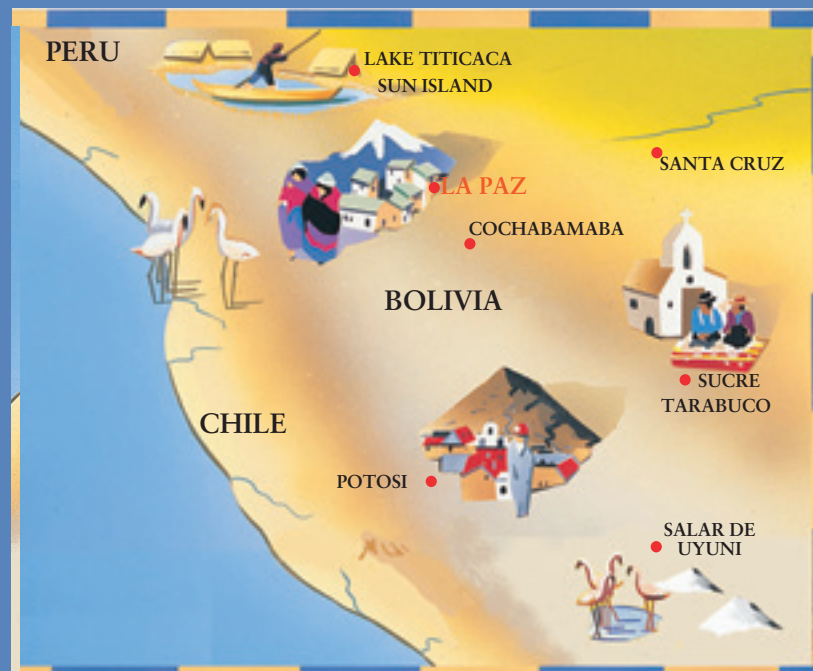 PERU
LAKE TITICACA
SUN ISLAND
SANTA CRUZ
LA PAZ
COCHABAMABA
BOLIVIA
SUCRE
TARABUCO
CHILE
POTOSI
SALAR DE
UYUNI